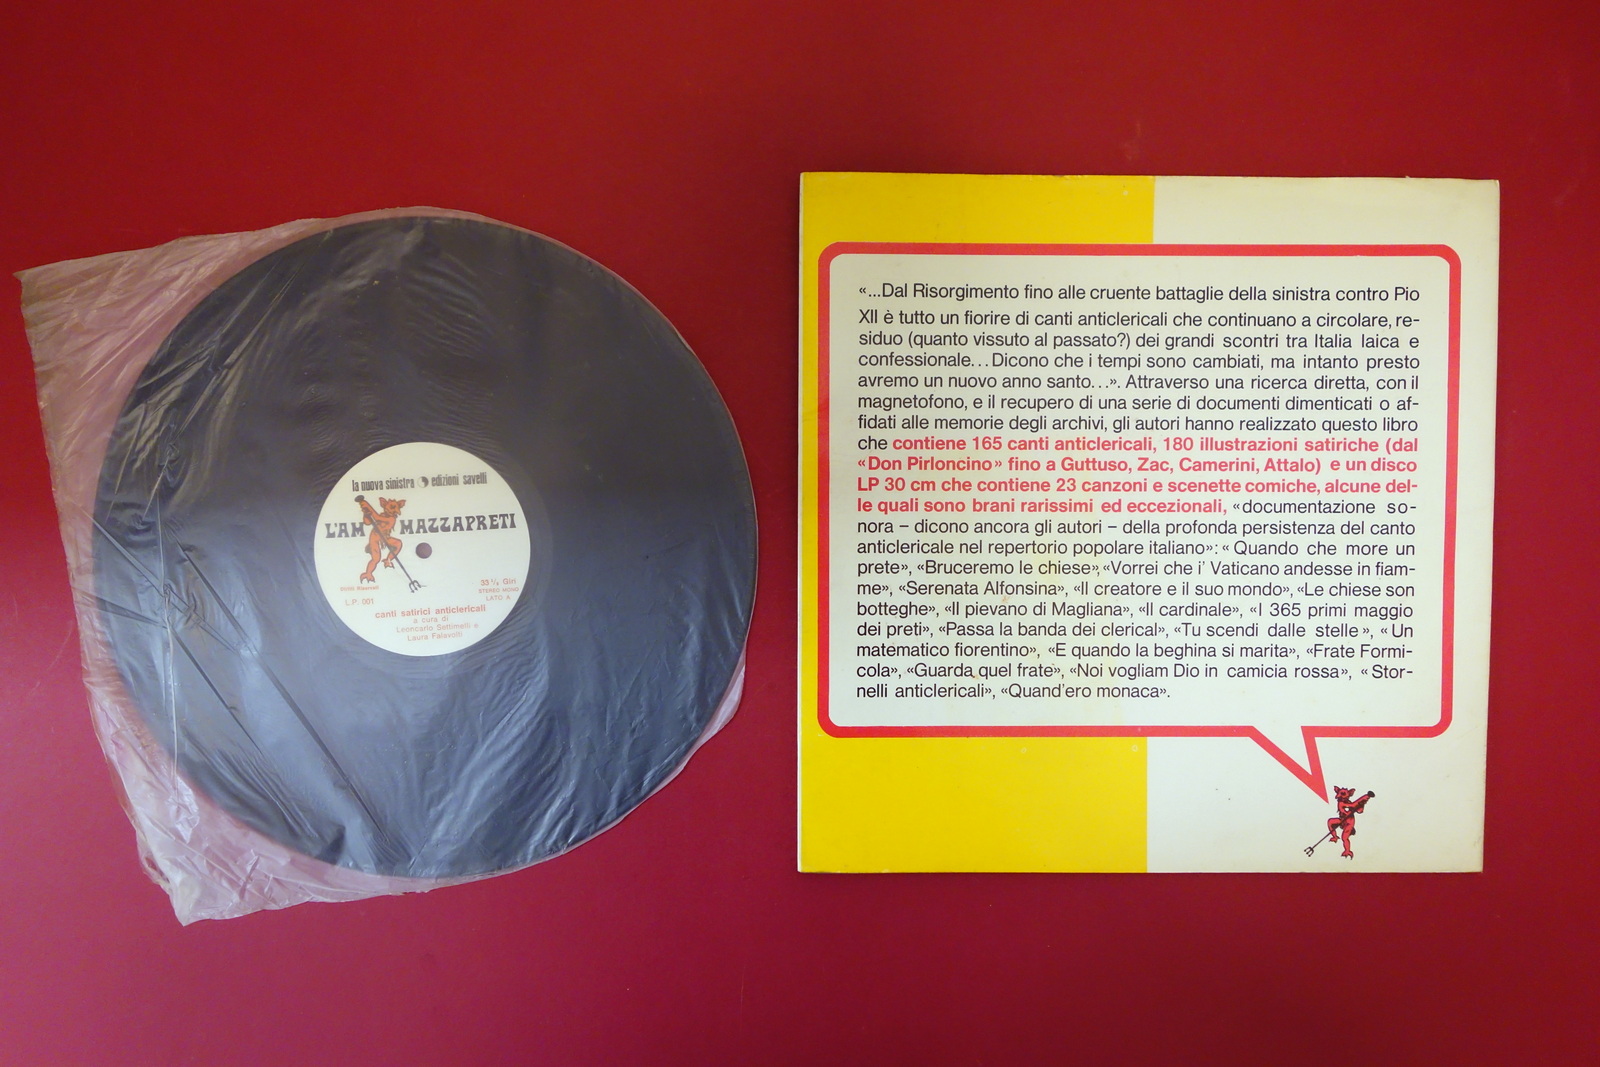 la nuova sinistra edizioni savelli
L'AM MAZZAPRETI
Diritti Riservati
L.P. 001
33 ⅓ Giri
STEREO MONO
LATO A
canti satirici anticlericali
a cura di
Leoncarlo Settimelli e
Laura Falavolti
«...Dal Risorgimento fino alle cruente battaglie della sinistra contro Pio
XII è tutto un fiorire di canti anticlericali che continuano a circolare, re-
siduo (quanto vissuto al passato?) dei grandi scontri tra Italia laica e
confessionale... Dicono che i tempi sono cambiati, ma intanto presto
avremo un nuovo anno santo...». Attraverso una ricerca diretta, con il
magnetofono, e il recupero di una serie di documenti dimenticati o af-
fidati alle memorie degli archivi, gli autori hanno realizzato questo libro
che contiene 165 canti anticlericali, 180 illustrazioni satiriche (dal
«Don Pirloncino» fino a Guttuso, Zac, Camerini, Attalo) e un disco
LP 30 cm che contiene 23 canzoni e scenette comiche, alcune del-
le quali sono brani rarissimi ed eccezionali, «documentazione so-
nora – dicono ancora gli autori – della profonda persistenza del canto
anticlericale nel repertorio popolare italiano»: « Quando che more un
prete», «Bruceremo le chiese», «Vorrei che i' Vaticano andesse in fiam-
me», «Serenata Alfonsina», «Il creatore e il suo mondo», «Le chiese son
botteghe», «Il pievano di Magliana», «Il cardinale», «I 365 primi maggio
dei preti», «Passa la banda dei clerical», «Tu scendi dalle stelle», « Un
matematico fiorentino», «E quando la beghina si marita», «Frate Formi-
cola», «Guarda quel frate», «Noi vogliam Dio in camicia rossa», « Stor-
nelli anticlericali», «Quand'ero monaca».